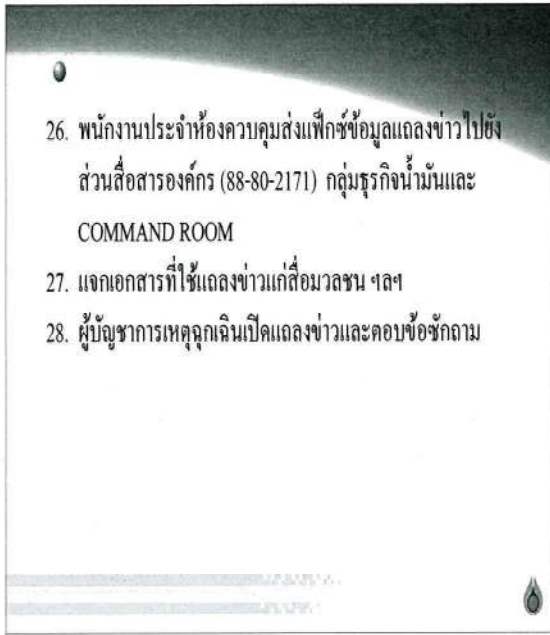 26. พนักงานประจำห้องควบคุมส่งแฟ็กซ์ข้อมูลแถลงข่าวไปยัง
ส่วนสื่อสารองค์กร (88-80-2171) กลุ่มธุรกิจน้ำมันและ
COMMAND ROOM
27. แจกเอกสารที่ใช้แถลงข่าวแก่สื่อมวลชน ฯลฯ
28. ผู้บัญชาการเหตุฉุกเฉินเปิดแถลงข่าวและตอบข้อซักถาม